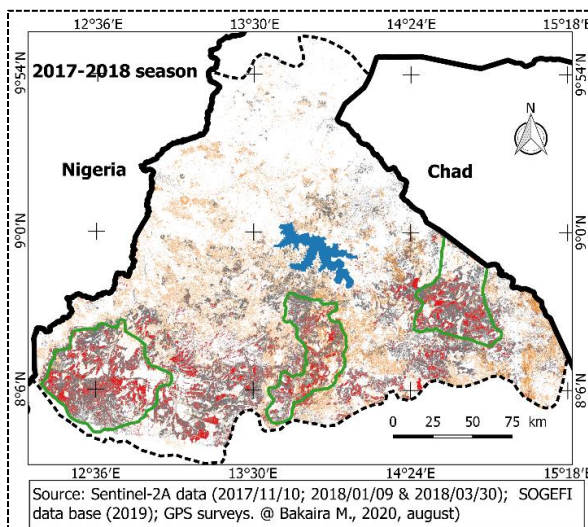 12°36' 13°30' 14°24' 15°18'
9°54' 9°54'
2017-2018 season
N
Nigeria Chad
9°0'N 9°0'N
8°6'N 8°6'N
0 25 50 75 km
12°36' 13°30' 14°24' 15°18'
Source: Sentinel-2A data (2017/11/10; 2018/01/09 & 2018/03/30); SOGEFI
data base (2019); GPS surveys. @ Bakaira M., 2020, august)